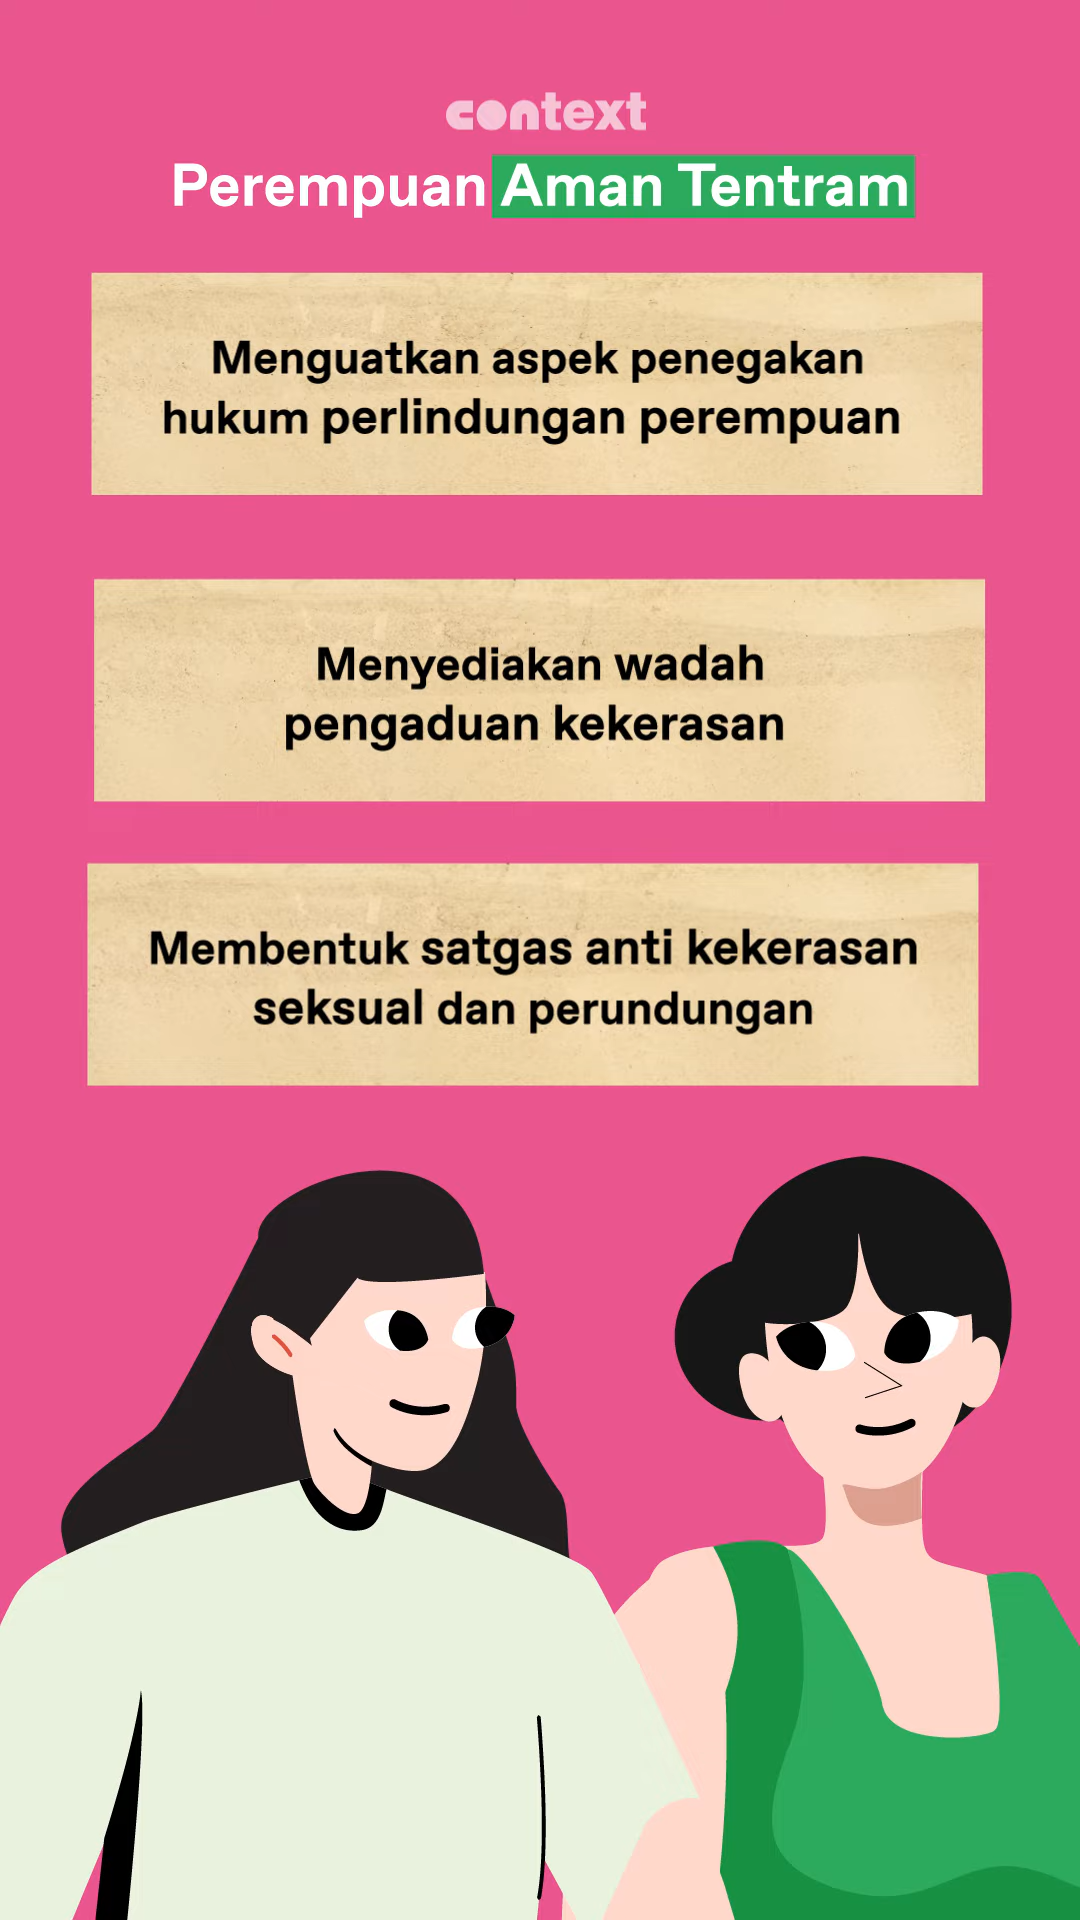 context
Perempuan Aman Tentram
Menguatkan aspek penegakan
hukum perlindungan perempuan
Menyediakan wadah
pengaduan kekerasan
Membentuk satgas anti kekerasan
seksual dan perundungan